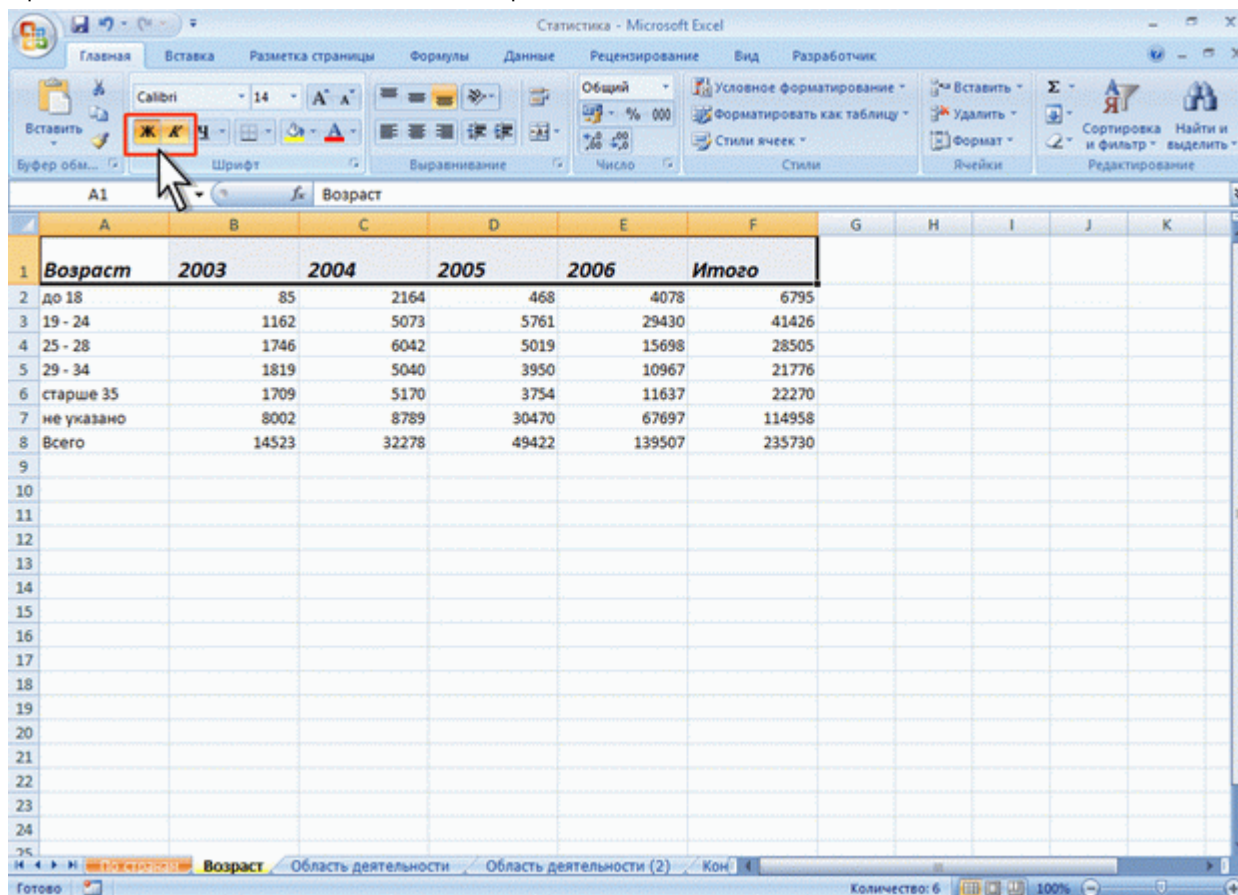 Статистика - Microsoft Excel
Главная Вставка Разметка страницы Формулы Данные Рецензирование Вид Разработчик
Вставить
Calibri 14
Ж К Ч
Общий
% 000
Условное форматирование
Форматировать как таблицу
Стили ячеек
Вставить
Удалить
Формат
Σ
Сортировка и фильтр
Найти и выделить
Буфер обм... Шрифт Выравнивание Число Стили Ячейки Редактирование
A1 fx Возраст
A B C D E F G H I J K
1 Возраст 2003 2004 2005 2006 Итого
2 до 18 85 2164 468 4078 6795
3 19 - 24 1162 5073 5761 29430 41426
4 25 - 28 1746 6042 5019 15698 28505
5 29 - 34 1819 5040 3950 10967 21776
6 старше 35 1709 5170 3754 11637 22270
7 не указано 8002 8789 30470 67697 114958
8 Всего 14523 32278 49422 139507 235730
9
10
11
12
13
14
15
16
17
18
19
20
21
22
23
24
25
По странам Возраст Область деятельности Область деятельности (2) Кон
Готово Количество: 6 100%